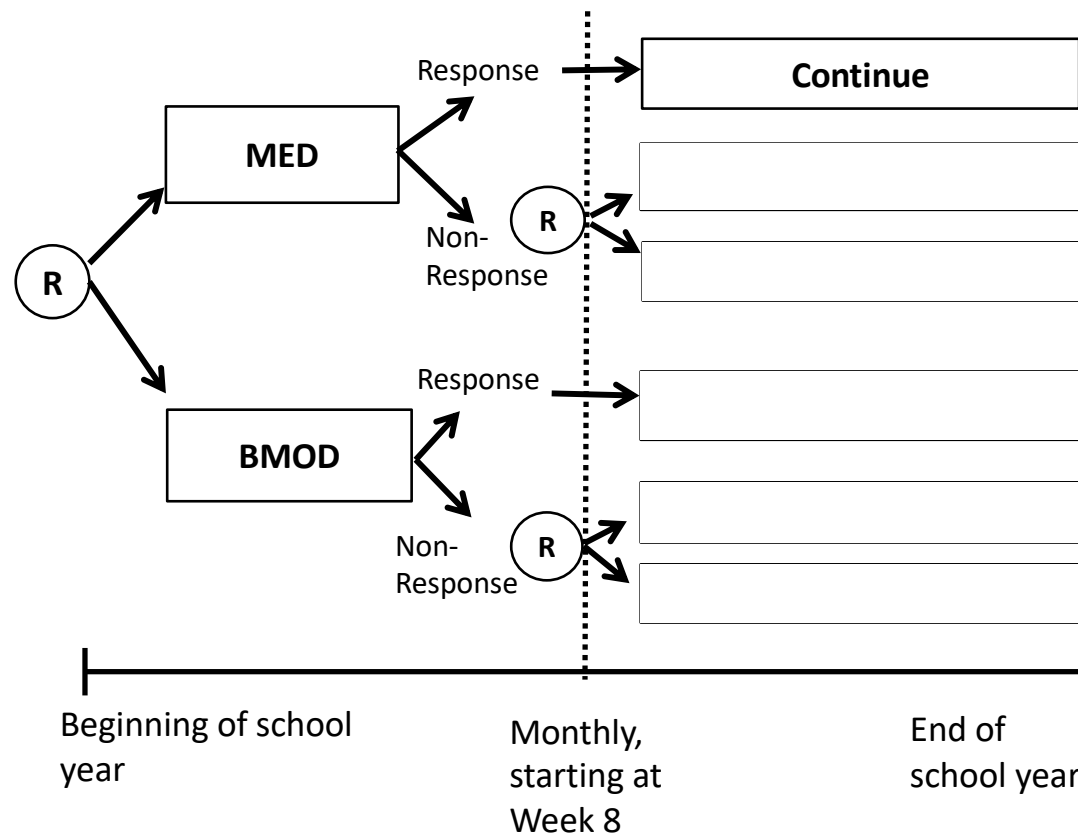 Response
Continue
MED
R
Non-
Response
R
Response
BMOD
Non-
Response
R
Beginning of school
year
Monthly,
starting at
Week 8
End of
school year